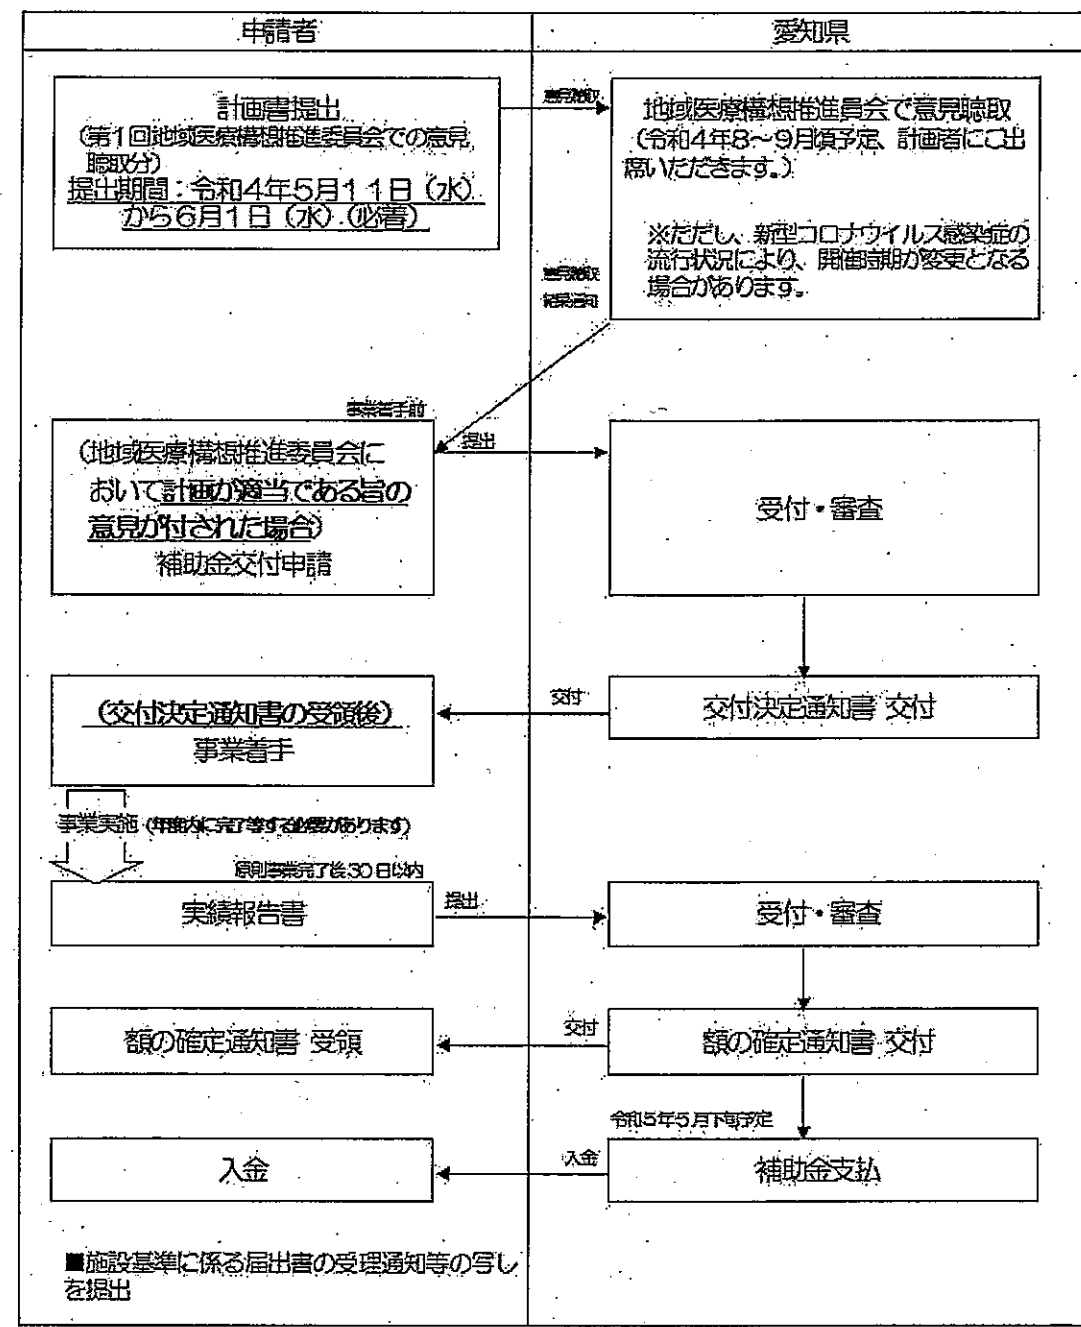 申請者
愛知県
計画書提出
(第1回地域医療構想推進委員会での意見
聴取分)
提出期間:令和4年5月11日(水)
から6月1日(水)(必着)
意見聴取
地域医療構想推進員会で意見聴取
(令和4年8～9月頃予定、計画者にご出
席いただきます。)
※ただし、新型コロナウイルス感染症の
流行状況により、開催時期が変更となる
場合があります。
意見聴取
結果通知
事業着手前
(地域医療構想推進委員会に
おいて計画が適当である旨の
意見が付された場合)
補助金交付申請
提出
受付・審査
交付決定通知書 交付
交付
(交付決定通知書の受領後)
事業着手
事業実施 (年度内に完了等する必要があります)
原則事業完了後30日以内
実績報告書
提出
受付・審査
額の確定通知書 交付
交付
額の確定通知書 受領
令和5年5月下旬予定
補助金支払
入金
入金
■施設基準に係る届出書の受理通知等の写し
を提出